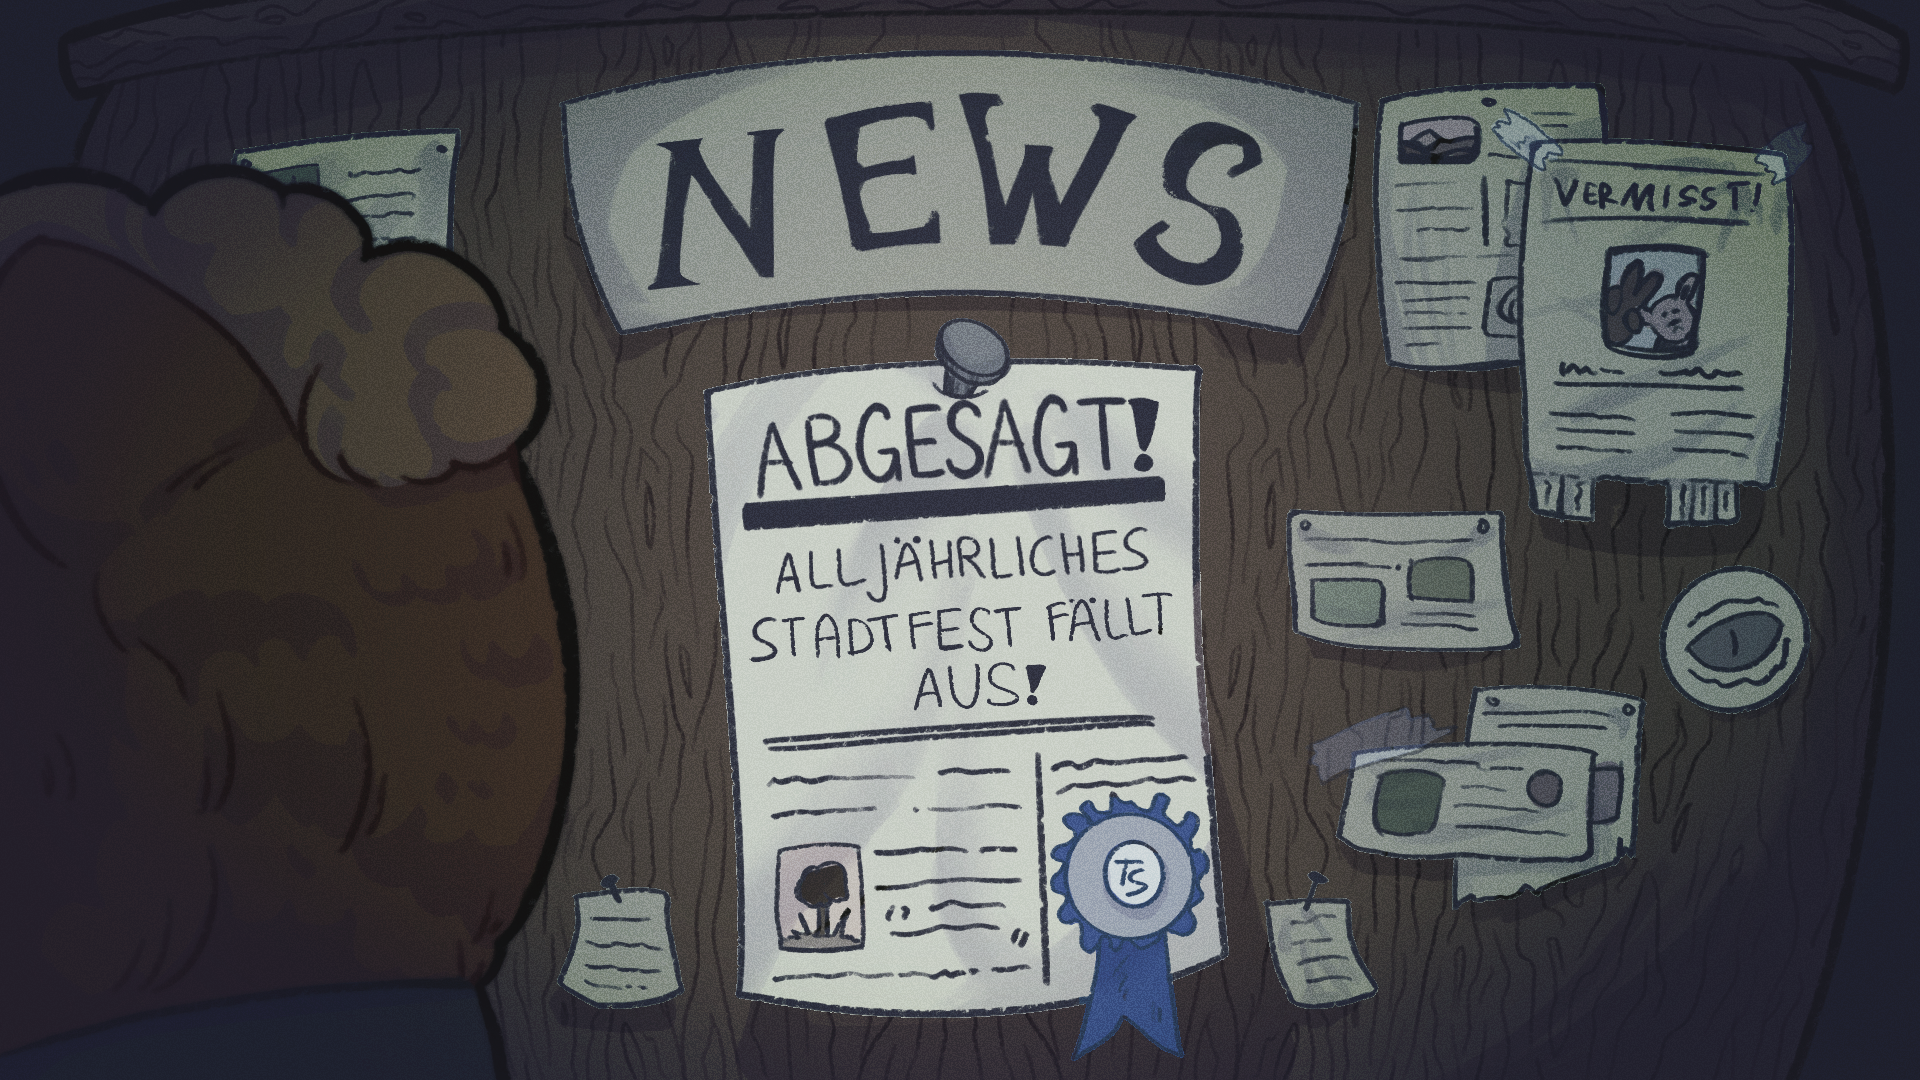 NEWS
VERMISST!
ABGESAGT!
ALLJÄHRLICHES
STADTFEST FÄLLT
AUS!
TS